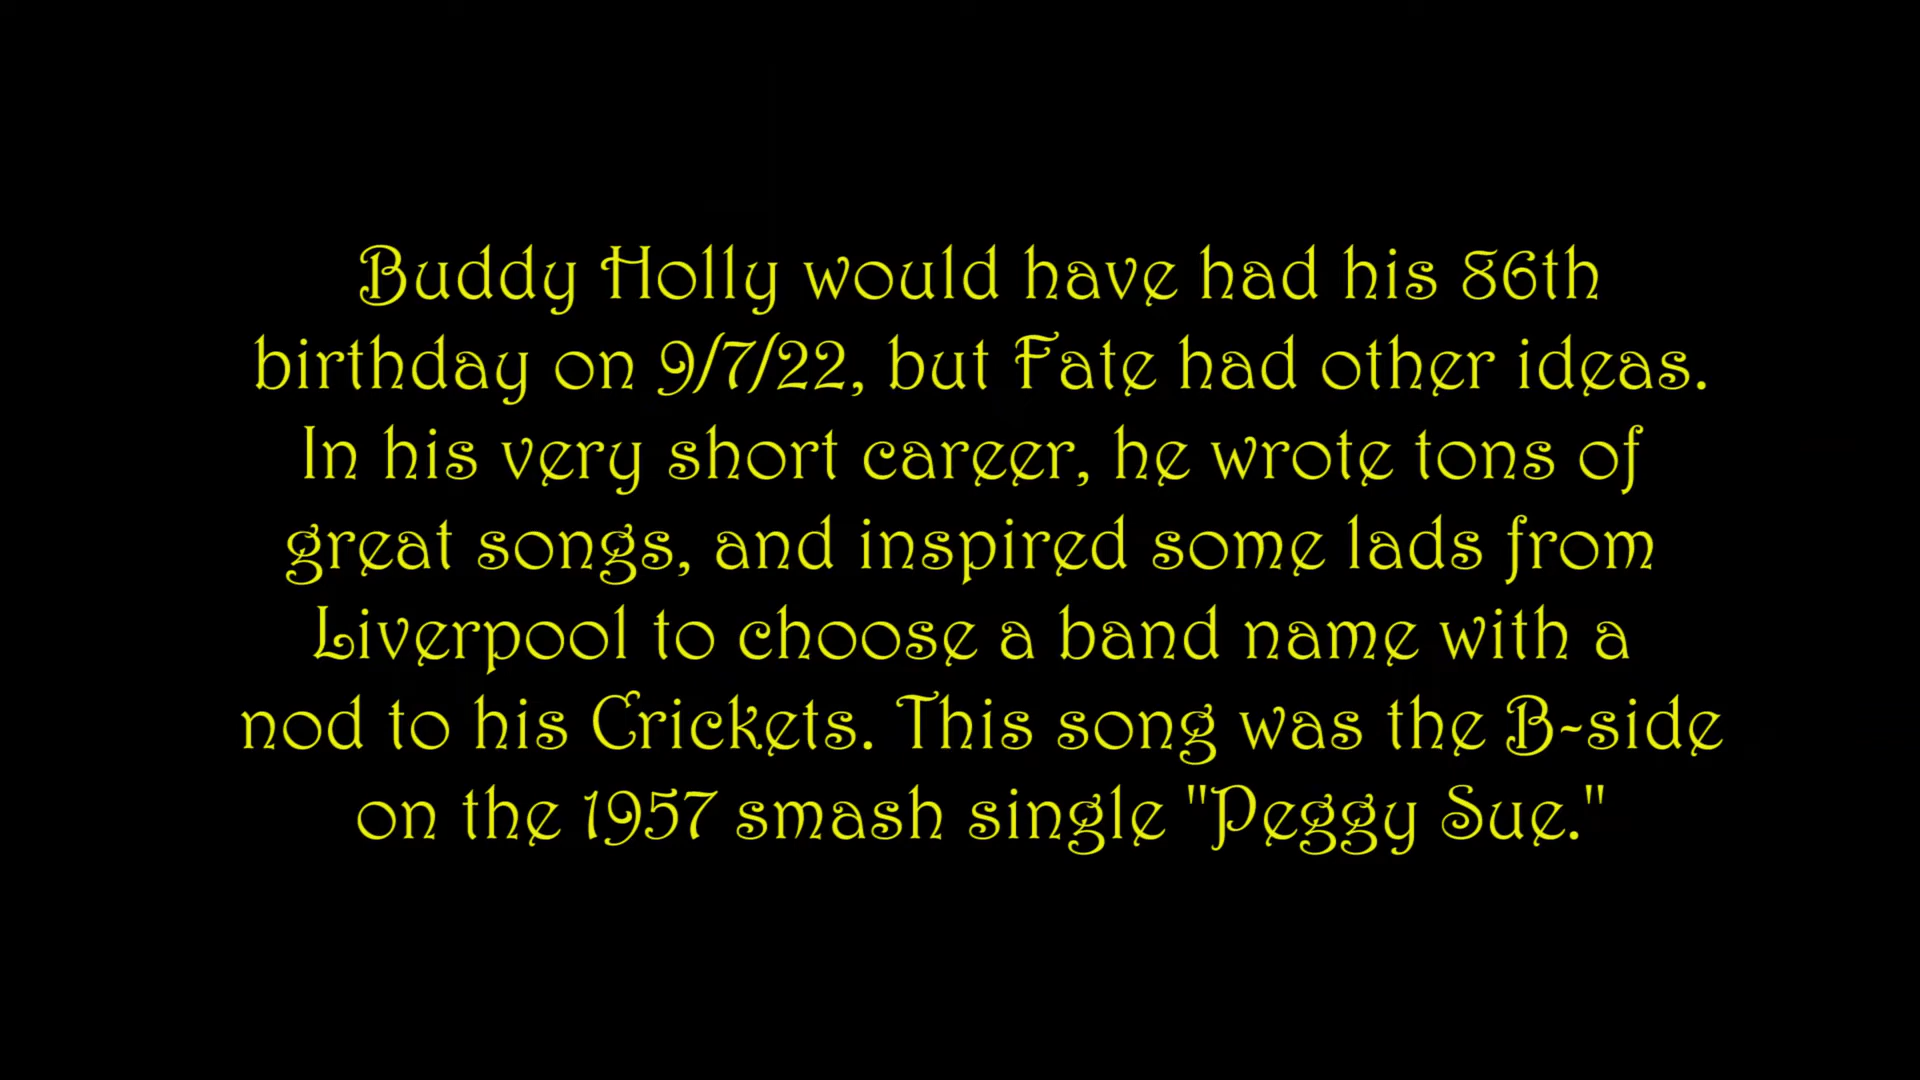 Buddy Holly would have had his 86th
birthday on 9/7/22, but Fate had other ideas.
In his very short career, he wrote tons of
great songs, and inspired some lads from
Liverpool to choose a band name with a
nod to his Crickets. This song was the B-side
on the 1957 smash single "Peggy Sue."